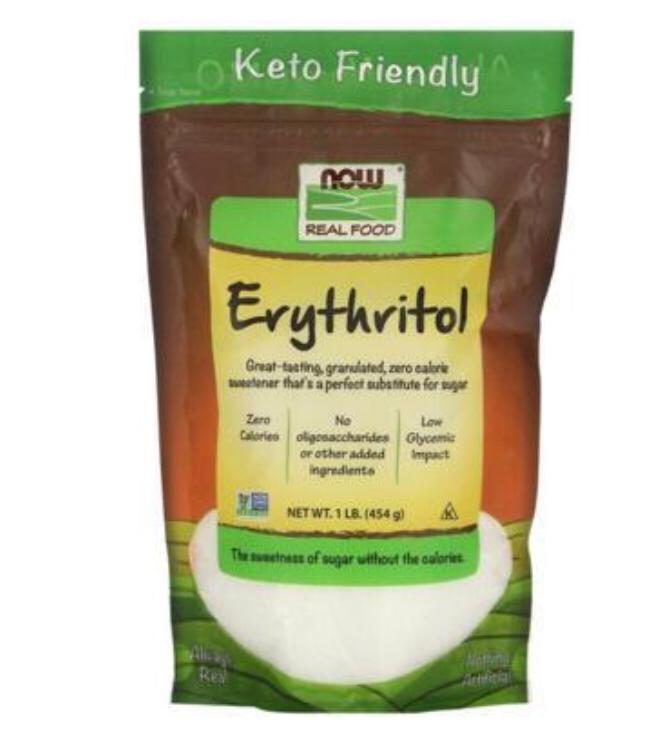 Keto Friendly
NOW
REAL FOOD
Erythritol
Great-tasting, granulated, zero calorie
sweetener that's a perfect substitute for sugar
Zero
Calories
No
oligosaccharides
or other added
ingredients
Low
Glycemic
Impact
NET WT. 1 LB. (454 g)
K
The sweetness of sugar without the calories.
Always
Real
Nothing
Artificial